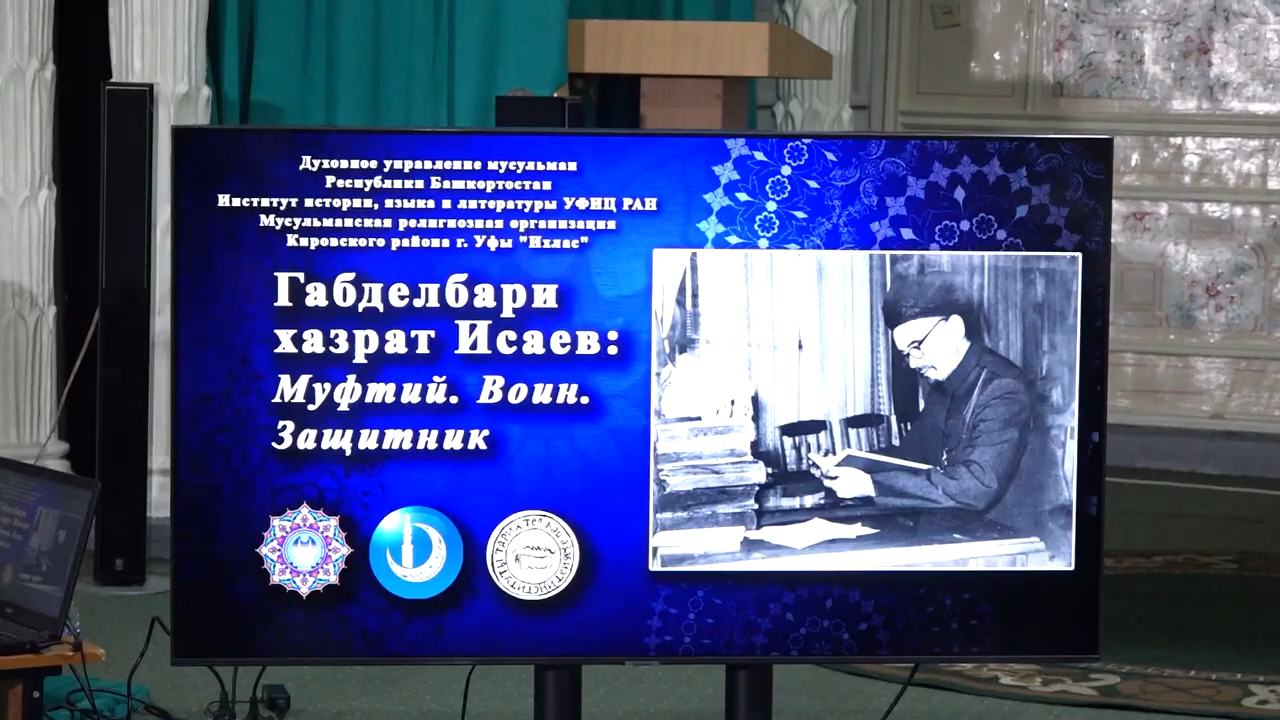 Духовное управление мусульман
Республики Башкортостан
Институт истории, языка и литературы УФИЦ РАН
Мусульманская религиозная организация
Кировского района г. Уфы "Ихлас"
Габделбари
хазрат Исаев:
Муфтий. Воин.
Защитник